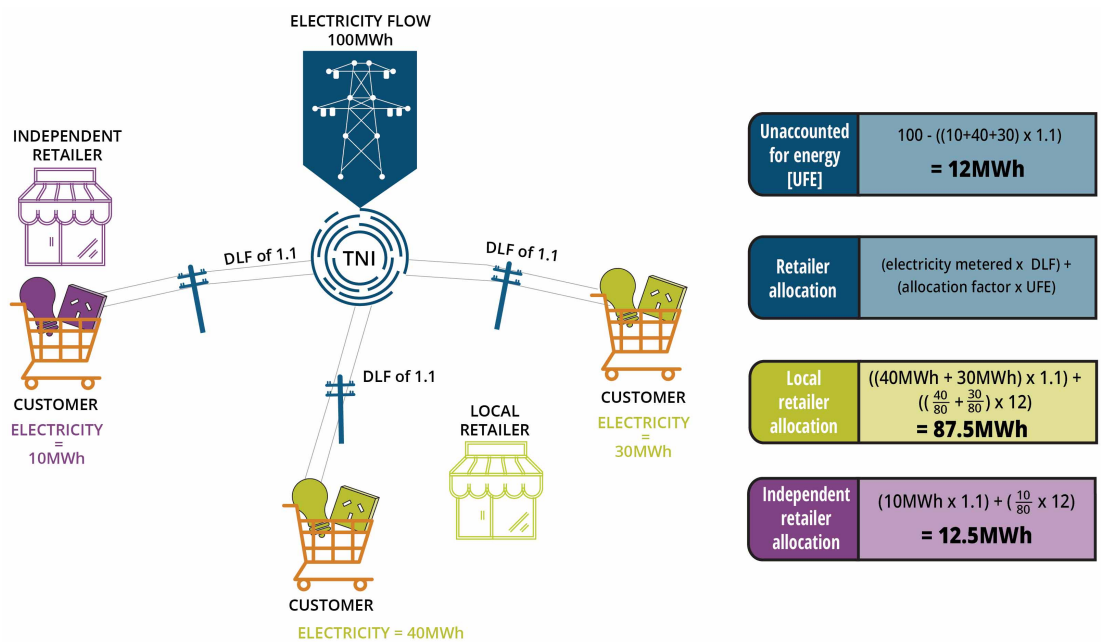 ELECTRICITY FLOW
100MWh
INDEPENDENT
RETAILER
DLF of 1.1
TNI
DLF of 1.1
CUSTOMER
ELECTRICITY
=
10MWh
DLF of 1.1
LOCAL
RETAILER
CUSTOMER
ELECTRICITY
=
30MWh
CUSTOMER
ELECTRICITY = 40MWh
Unaccounted
for energy
[UFE]
100 - ((10+40+30) x 1.1)
= 12MWh
Retailer
allocation
(electricity metered x DLF) +
(allocation factor x UFE)
Local
retailer
allocation
((40MWh + 30MWh) x 1.1) +
((40/80 + 30/80) x 12)
= 87.5MWh
Independent
retailer
allocation
(10MWh x 1.1) + (10/80 x 12)
= 12.5MWh